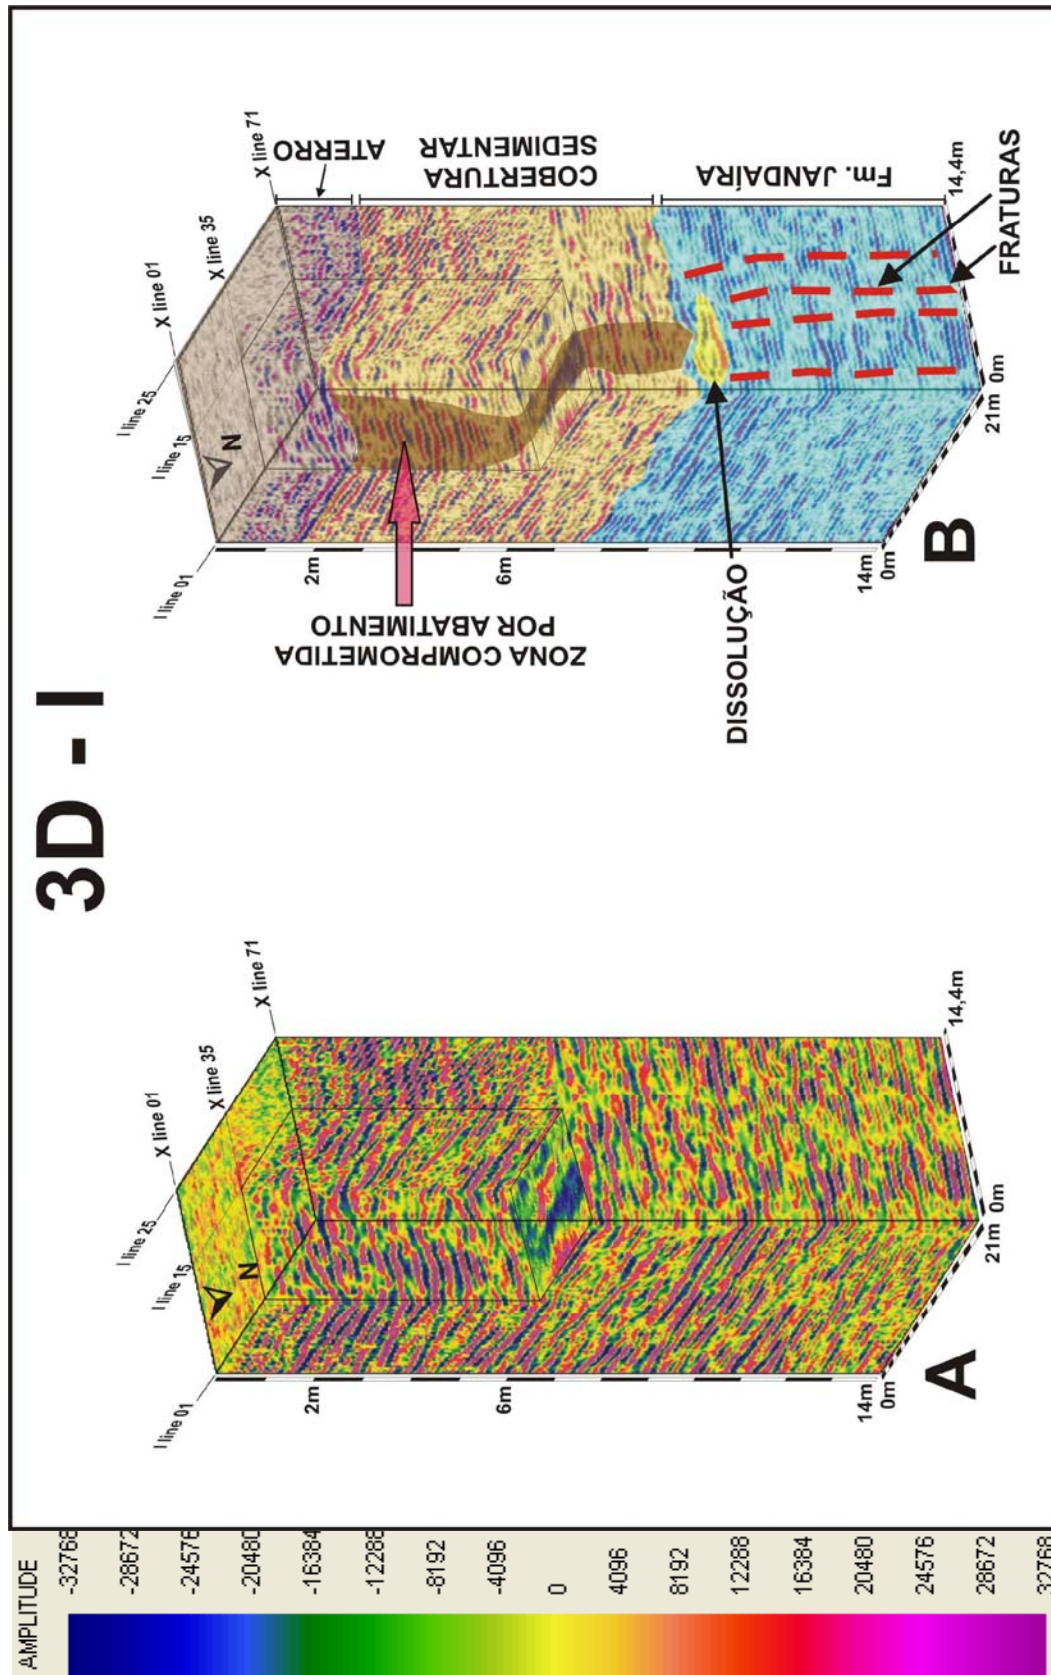 3D - I
I line 01
I line 15
I line 25
X line 01
X line 35
X line 71
N
2m
6m
14m
0m
21m
0m
14,4m
A
I line 01
I line 15
I line 25
X line 01
X line 35
X line 71
N
ATERRO
COBERTURA
SEDIMENTAR
Fm. JANDAÍRA
ZONA COMPROMETIDA
POR ABATIMENTO
2m
6m
14m
0m
21m
0m
14,4m
DISSOLUÇÃO
FRATURAS
B
AMPLITUDE
-32768
-28672
-24576
-20480
-16384
-12288
-8192
-4096
0
4096
8192
12288
16384
20480
24576
28672
32768